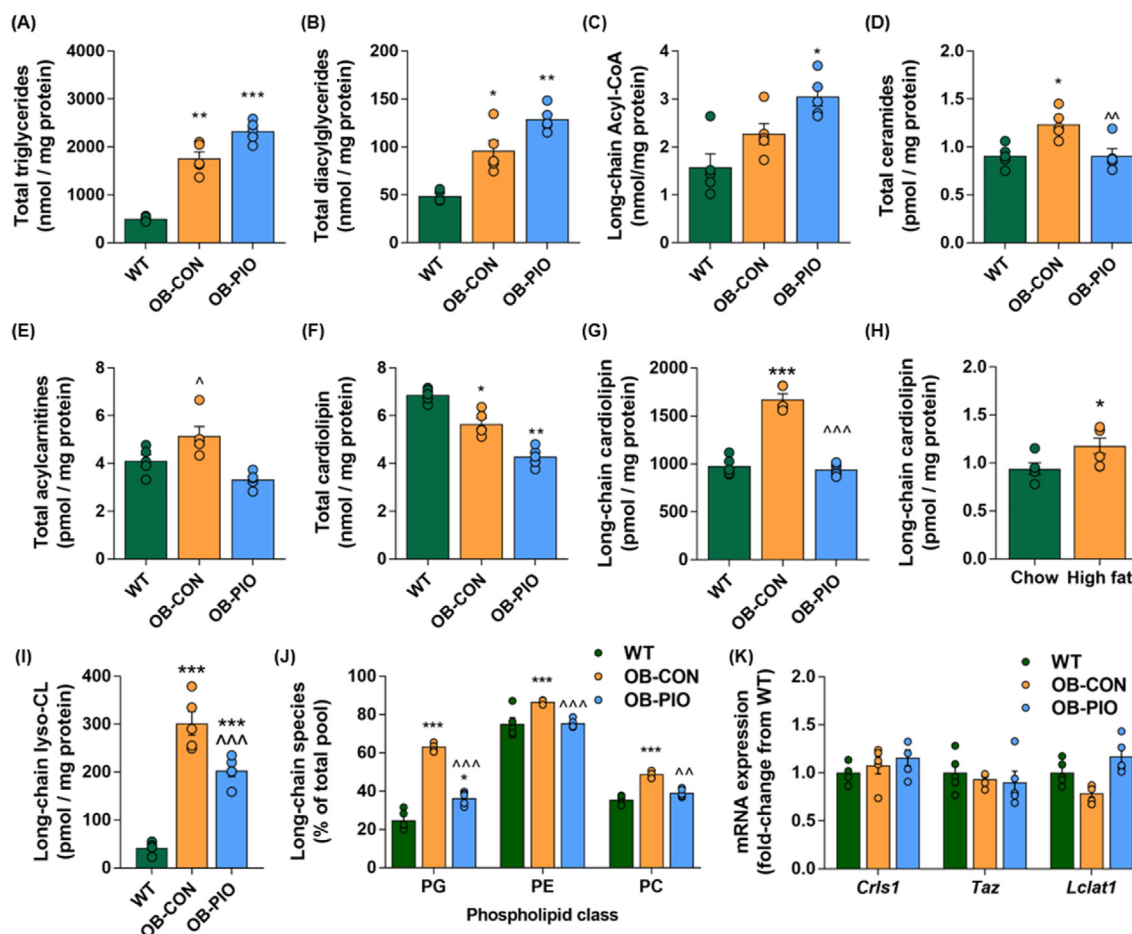 (A)
Total triglycerides
(nmol / mg protein)
4000
3000
2000
1000
0
**
***
WT
OB-CON
OB-PIO
(B)
Total diacylglycerides
(nmol / mg protein)
200
150
100
50
0
*
**
WT
OB-CON
OB-PIO
(C)
Long-chain Acyl-CoA
(nmol/mg protein)
4
3
2
1
0
*
WT
OB-CON
OB-PIO
(D)
Total ceramides
(pmol / mg protein)
2.0
1.5
1.0
0.5
0.0
*
^^
WT
OB-CON
OB-PIO
(E)
Total acylcarnitines
(pmol / mg protein)
8
6
4
2
0
^
WT
OB-CON
OB-PIO
(F)
Total cardiolipin
(nmol / mg protein)
8
6
4
2
0
*
**
WT
OB-CON
OB-PIO
(G)
Long-chain cardiolipin
(pmol / mg protein)
2000
1500
1000
500
0
***
^^^
WT
OB-CON
OB-PIO
(H)
Long-chain cardiolipin
(pmol / mg protein)
2.0
1.5
1.0
0.5
0.0
*
Chow High fat
(I)
Long-chain lyso-CL
(pmol / mg protein)
400
300
200
100
0
***
***
^^^
WT
OB-CON
OB-PIO
(J)
Long-chain species
(% of total pool)
100
80
60
40
20
0
WT
OB-CON
OB-PIO
***
^^^
*
***
^^^
***
^^
PG PE PC
Phospholipid class
(K)
mRNA expression
(fold-change from WT)
2.0
1.5
1.0
0.5
0.0
WT
OB-CON
OB-PIO
Crls1 Taz Lclat1